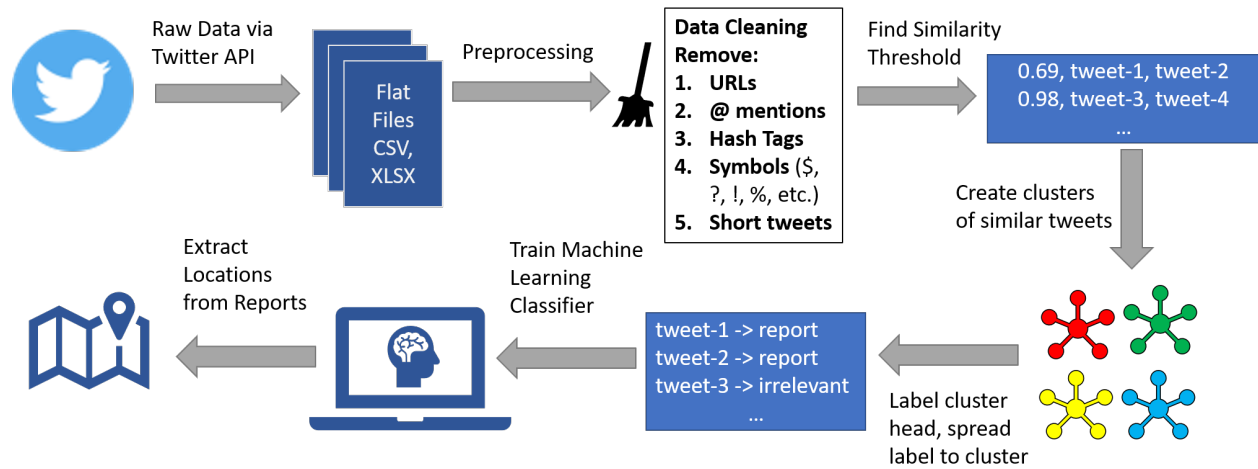 Raw Data via
Twitter API
Flat
Files
CSV,
XLSX
Preprocessing
Data Cleaning
Remove:
1. URLs
2. @ mentions
3. Hash Tags
4. Symbols ($,
?, !, %, etc.)
5. Short tweets
Find Similarity
Threshold
0.69, tweet-1, tweet-2
0.98, tweet-3, tweet-4
...
Create clusters
of similar tweets
Label cluster
head, spread
label to cluster
tweet-1 -> report
tweet-2 -> report
tweet-3 -> irrelevant
...
Train Machine
Learning
Classifier
Extract
Locations
from Reports